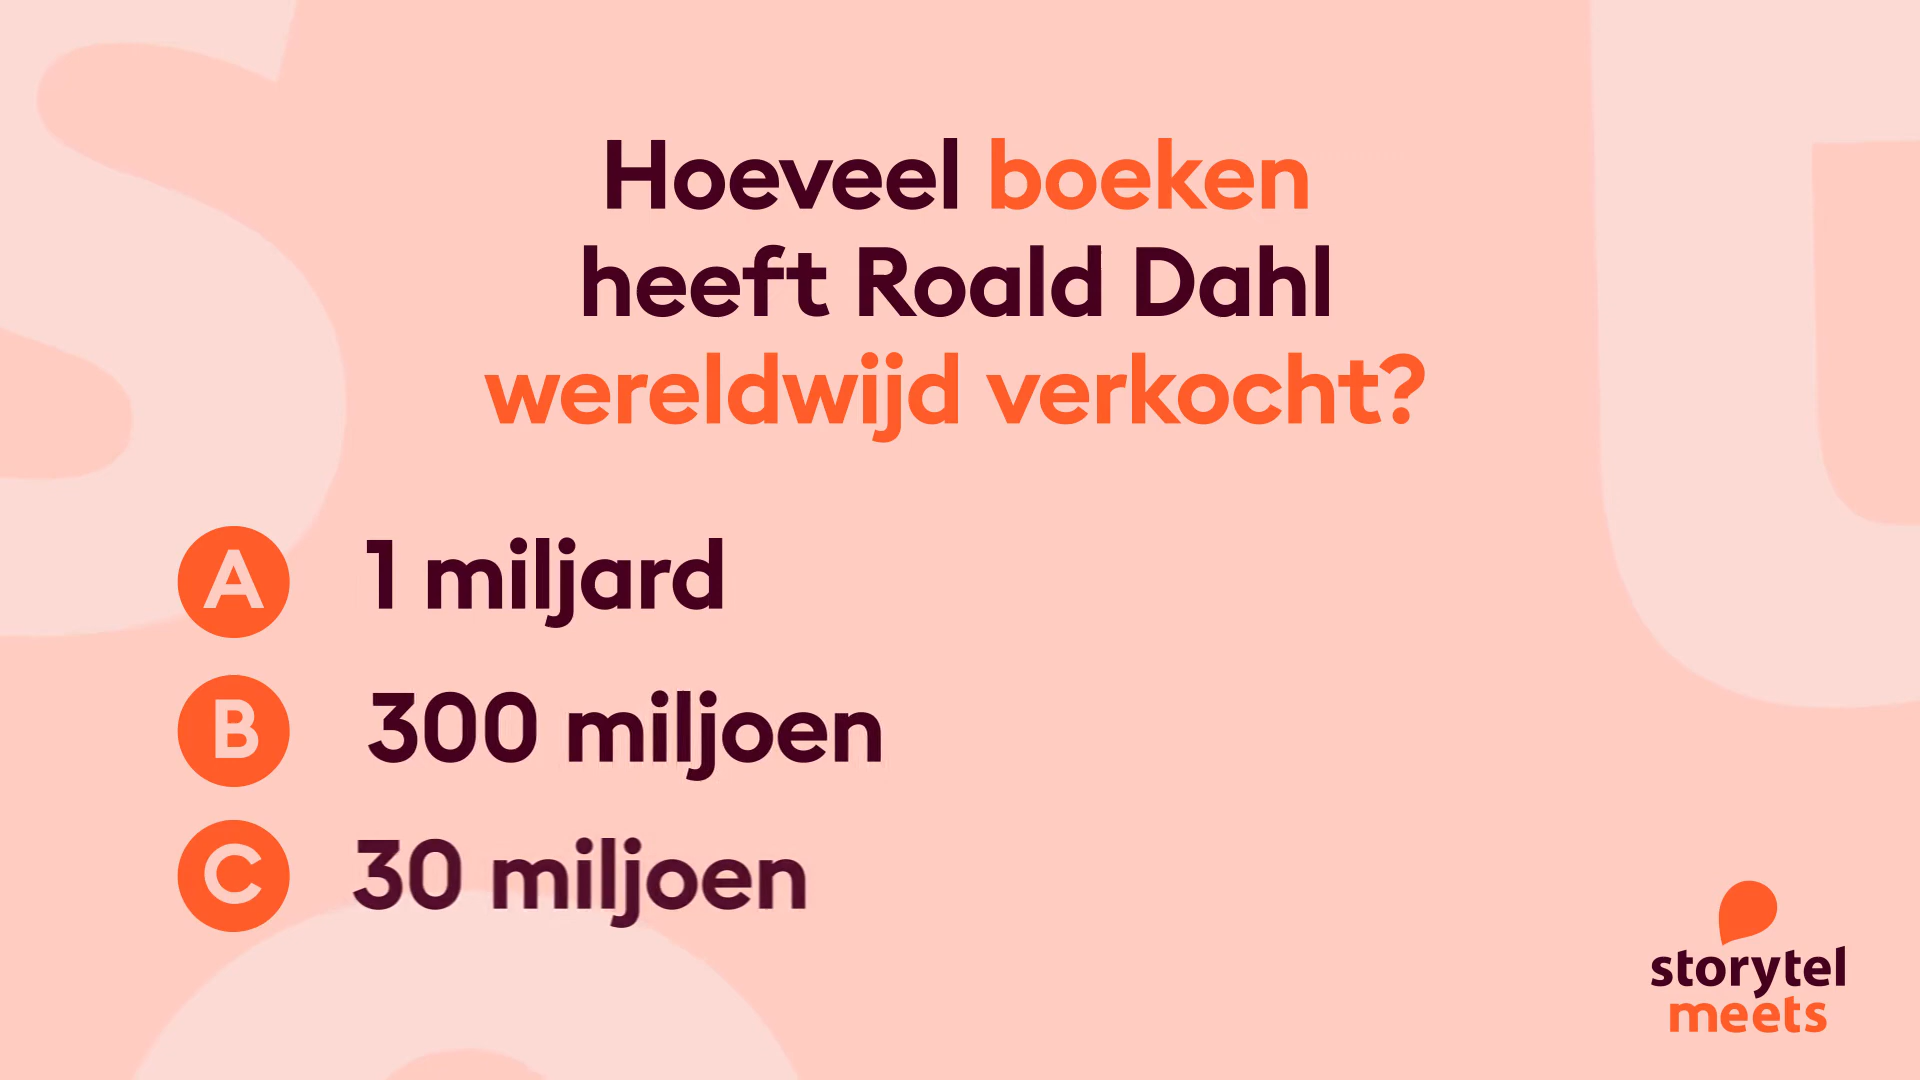 Hoeveel boeken
heeft Roald Dahl
wereldwijd verkocht?
A 1 miljard
B 300 miljoen
C 30 miljoen
storytel
meets